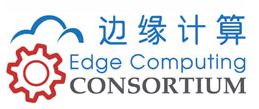 边缘计算
Edge Computing
CONSORTIUM